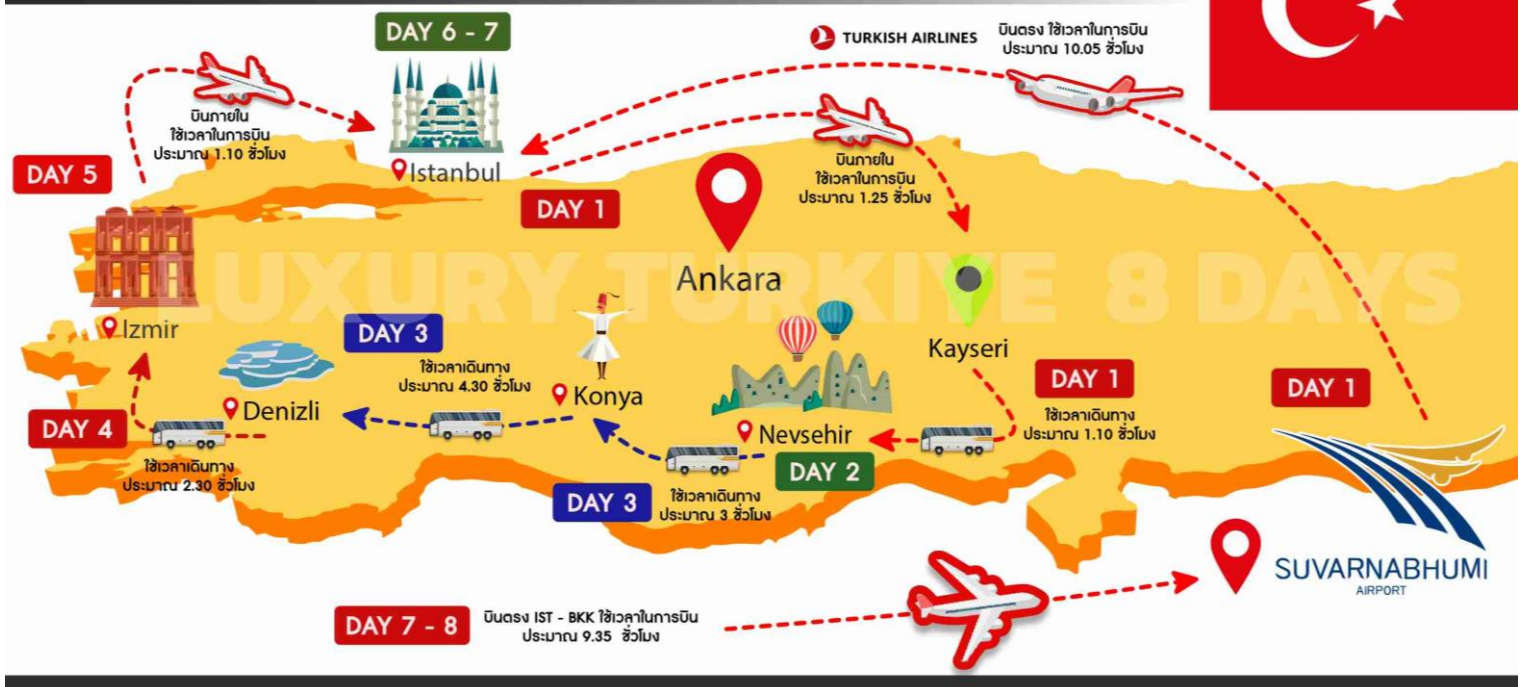 DAY 6 - 7
TURKISH AIRLINES
บินตรง ใช้เวลาในการบิน
ประมาณ 10.05 ชั่วโมง
บินภายใน
ใช้เวลาในการบิน
ประมาณ 1.10 ชั่วโมง
DAY 5
Istanbul
DAY 1
บินภายใน
ใช้เวลาในการบิน
ประมาณ 1.25 ชั่วโมง
Ankara
LUXURY TURKIYE 8 DAYS
Izmir
DAY 3
ใช้เวลาเดินทาง
ประมาณ 4.30 ชั่วโมง
Konya
Kayseri
DAY 1
ใช้เวลาเดินทาง
ประมาณ 1.10 ชั่วโมง
DAY 1
Denizli
DAY 4
ใช้เวลาเดินทาง
ประมาณ 2.30 ชั่วโมง
Nevsehir
DAY 2
DAY 3
ใช้เวลาเดินทาง
ประมาณ 3 ชั่วโมง
SUVARNABHUMI
AIRPORT
DAY 7 - 8
บินตรง IST - BKK ใช้เวลาในการบิน
ประมาณ 9.35 ชั่วโมง